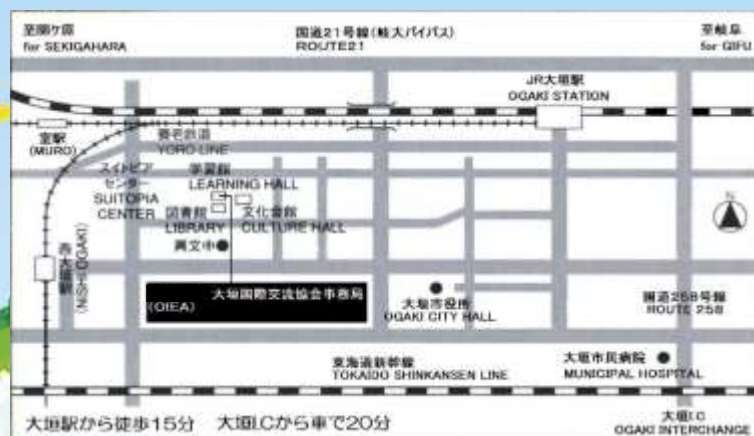 至関ヶ原
for SEKIGAHARA
国道21号線(岐大バイパス)
ROUTE21
至岐阜
for GIFU
JR大垣駅
OGAKI STATION
室駅
(MURO)
養老鉄道
YORO LINE
スイトピア
センター
SUITOPIA
CENTER
学習館
LEARNING HALL
図書館
LIBRARY
文化会館
CULTURE HALL
興文中
N
西大垣駅
(NISHI OGAKI)
大垣国際交流協会事務局
(OIEA)
大垣市役所
OGAKI CITY HALL
国道258号線
ROUTE 258
東海道新幹線
TOKAIDO SHINKANSEN LINE
大垣市民病院
MUNICIPAL HOSPITAL
大垣駅から徒歩15分 大垣I.Cから車で20分
大垣I.C
OGAKI INTERCHANGE